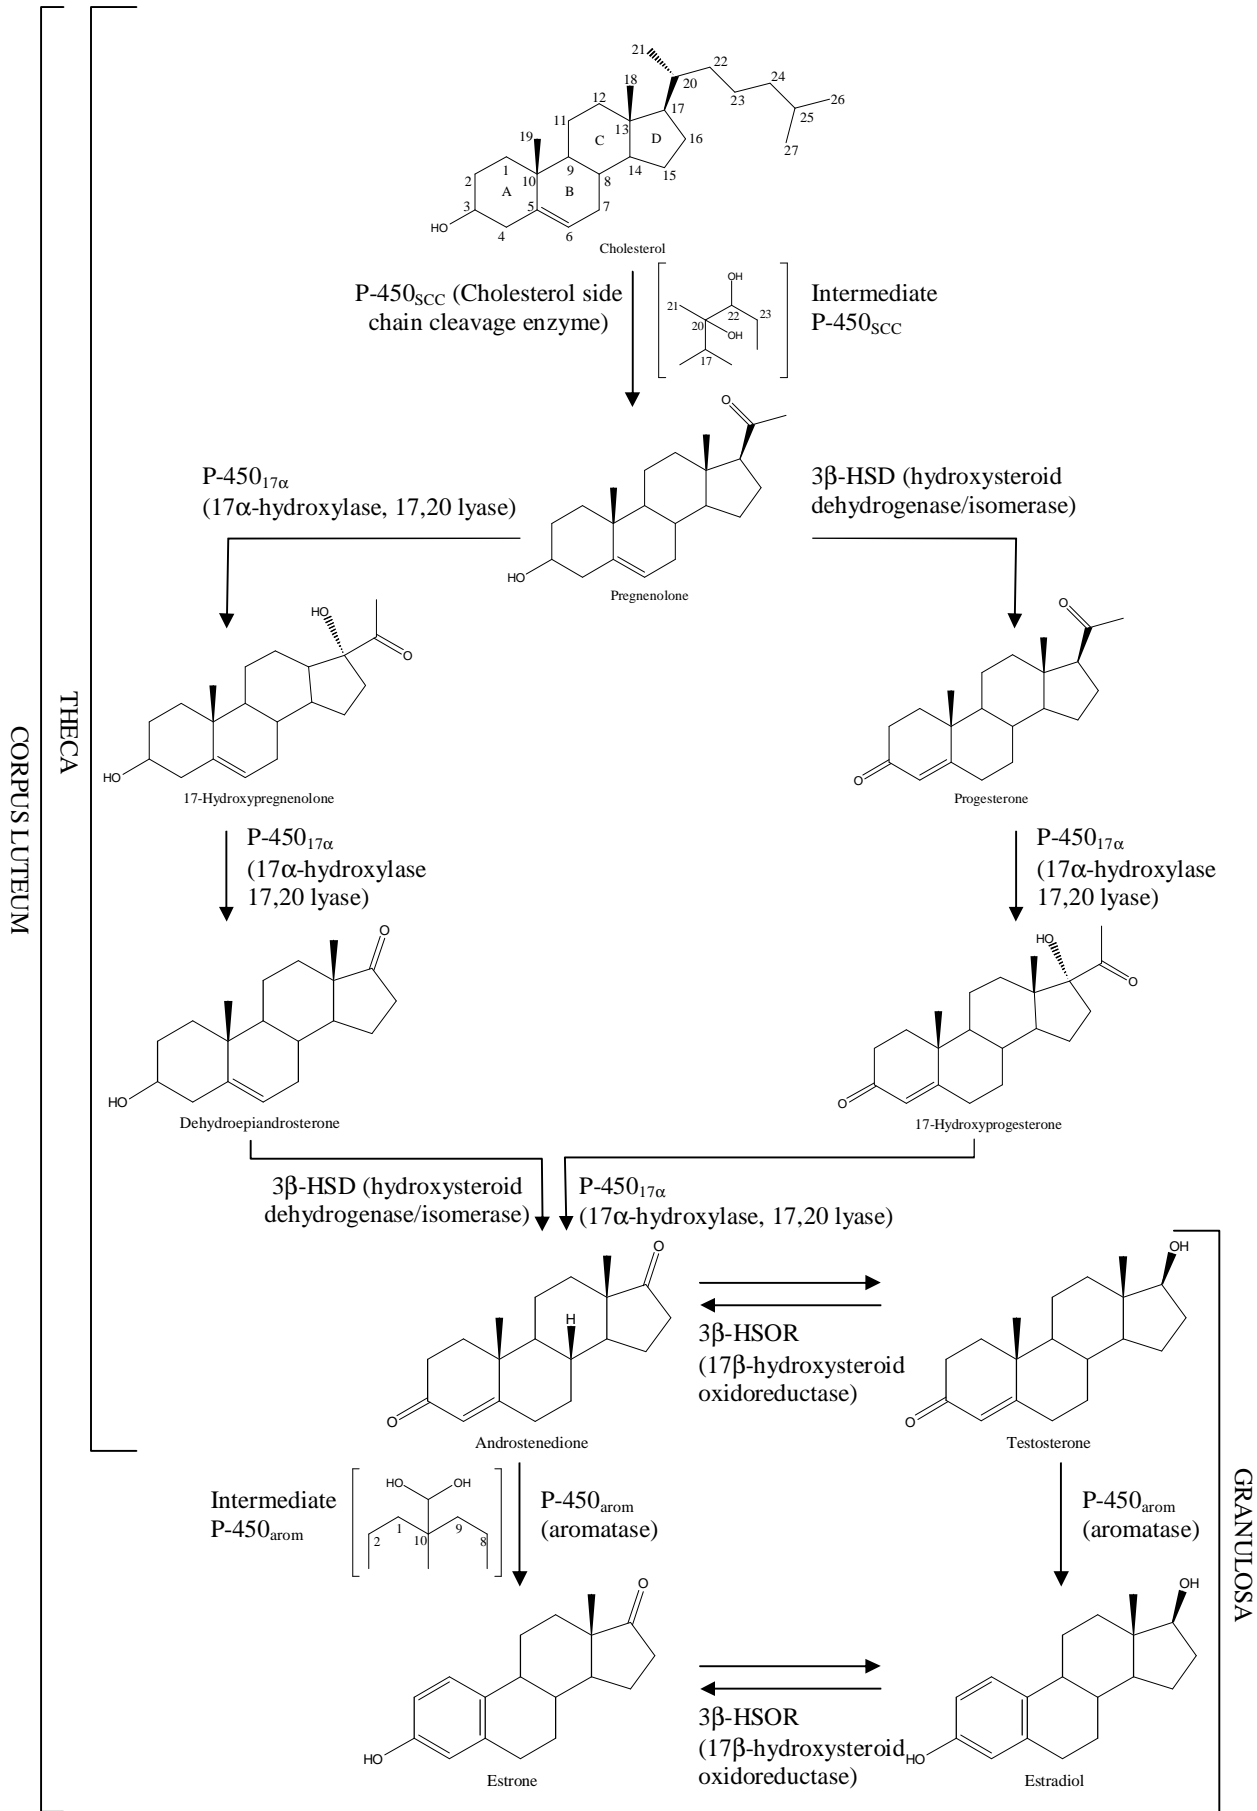 21
22
18
20
24
12
23
26
17
25
11
13
C
D
16
19
27
1
9
14
15
2
10
8
A
B
3
5
7
HO
4
6
Cholesterol
P-450SCC (Cholesterol side
chain cleavage enzyme)
OH
21
22
23
20
OH
17
Intermediate
P-450SCC
O
P-45017α
(17α-hydroxylase, 17,20 lyase)
3β-HSD (hydroxysteroid
dehydrogenase/isomerase)
HO
Pregnenolone
HO
O
O
HO
17-Hydroxypregnenolone
O
Progesterone
P-45017α
(17α-hydroxylase
17,20 lyase)
P-45017α
(17α-hydroxylase
17,20 lyase)
O
HO
O
HO
Dehydroepiandrosterone
O
17-Hydroxyprogesterone
3β-HSD (hydroxysteroid
dehydrogenase/isomerase)
P-45017α
(17α-hydroxylase, 17,20 lyase)
O
H
O
Androstenedione
3β-HSOR
(17β-hydroxysteroid
oxidoreductase)
OH
O
Testosterone
Intermediate
P-450arom
HO
OH
1
9
2
10
8
P-450arom
(aromatase)
P-450arom
(aromatase)
O
HO
Estrone
3β-HSOR
(17β-hydroxysteroid
oxidoreductase)
OH
HO
Estradiol
CORPUS LUTEUM
THECA
GRANULOSA